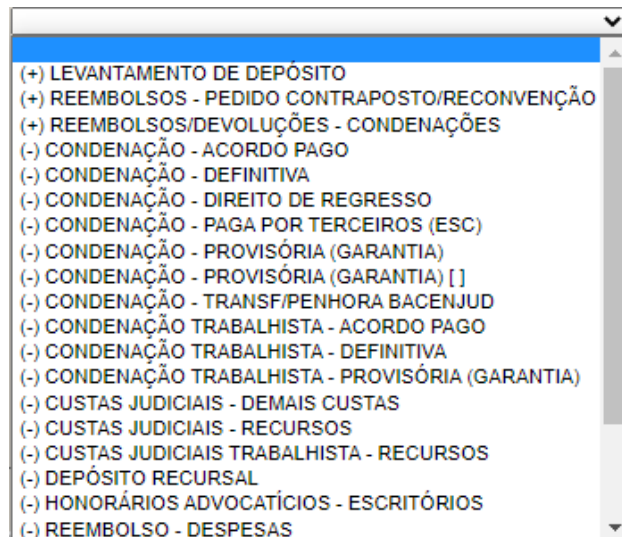 (+) LEVANTAMENTO DE DEPÓSITO
(+) REEMBOLSOS - PEDIDO CONTRAPOSTO/RECONVENÇÃO
(+) REEMBOLSOS/DEVOLUÇÕES - CONDENAÇÕES
(-) CONDENAÇÃO - ACORDO PAGO
(-) CONDENAÇÃO - DEFINITIVA
(-) CONDENAÇÃO - DIREITO DE REGRESSO
(-) CONDENAÇÃO - PAGA POR TERCEIROS (ESC)
(-) CONDENAÇÃO - PROVISÓRIA (GARANTIA)
(-) CONDENAÇÃO - PROVISÓRIA (GARANTIA) [ ]
(-) CONDENAÇÃO - TRANSF/PENHORA BACENJUD
(-) CONDENAÇÃO TRABALHISTA - ACORDO PAGO
(-) CONDENAÇÃO TRABALHISTA - DEFINITIVA
(-) CONDENAÇÃO TRABALHISTA - PROVISÓRIA (GARANTIA)
(-) CUSTAS JUDICIAIS - DEMAIS CUSTAS
(-) CUSTAS JUDICIAIS - RECURSOS
(-) CUSTAS JUDICIAIS TRABALHISTA - RECURSOS
(-) DEPÓSITO RECURSAL
(-) HONORÁRIOS ADVOCATÍCIOS - ESCRITÓRIOS
(-) REEMBOLSO - DESPESAS